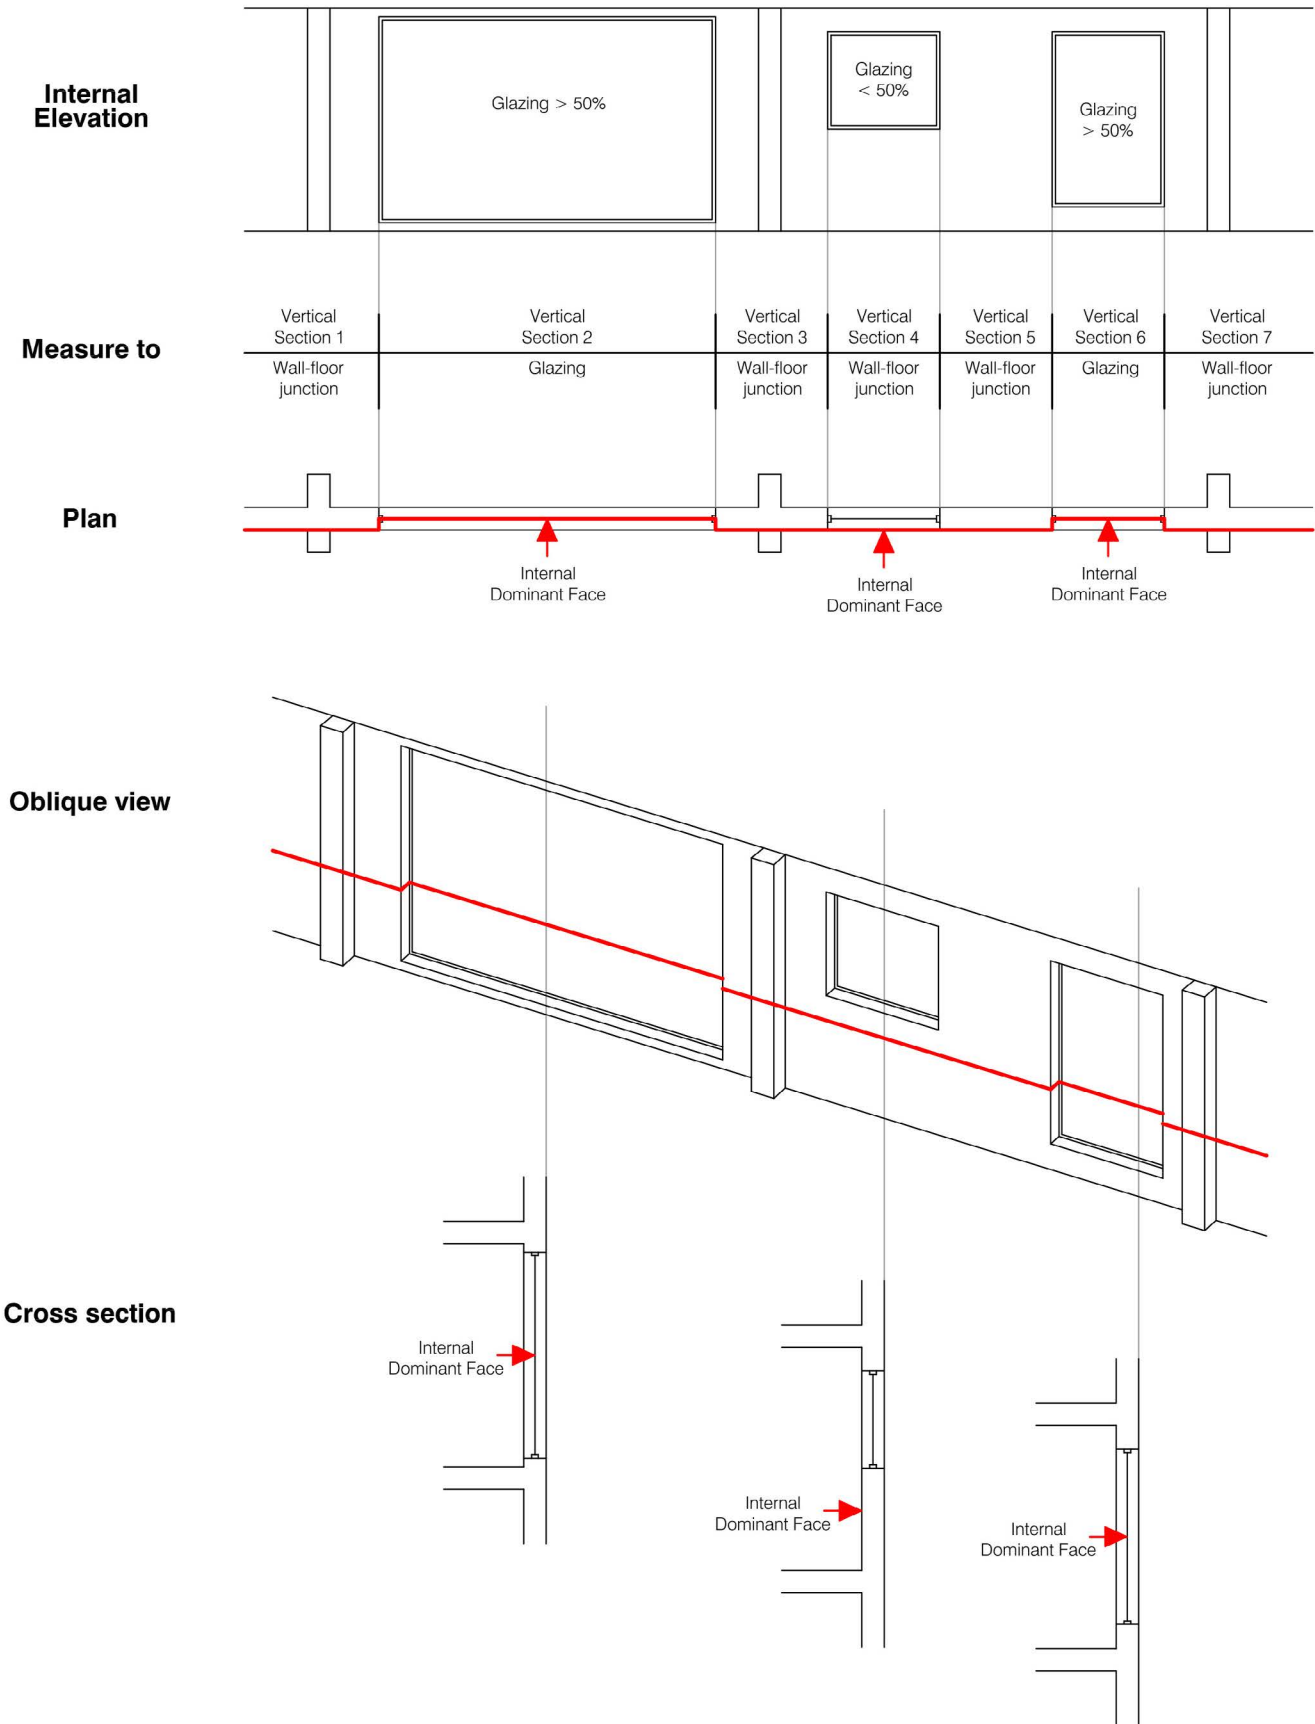 Internal
Elevation
Glazing > 50%
Glazing
< 50%
Glazing
> 50%
Measure to
Vertical
Section 1
Vertical
Section 2
Vertical
Section 3
Vertical
Section 4
Vertical
Section 5
Vertical
Section 6
Vertical
Section 7
Wall-floor
junction
Glazing
Wall-floor
junction
Wall-floor
junction
Wall-floor
junction
Glazing
Wall-floor
junction
Plan
Internal
Dominant Face
Internal
Dominant Face
Internal
Dominant Face
Oblique view
Cross section
Internal
Dominant Face
Internal
Dominant Face
Internal
Dominant Face